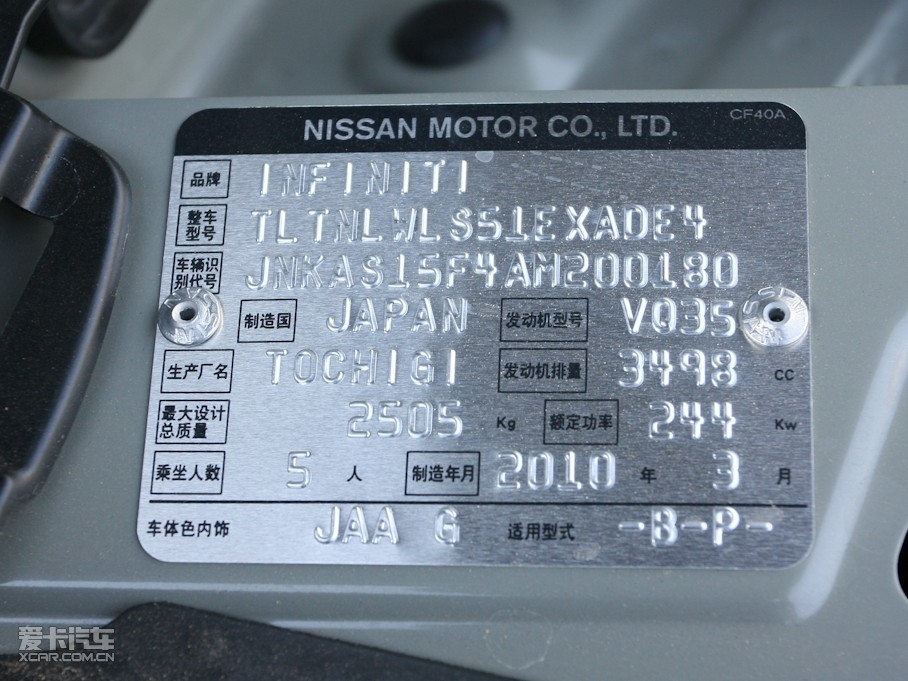 NISSAN MOTOR CO., LTD. CF40A
品牌 INFINITI
整车型号 TLTNLWLS51EXADE4
车辆识别代号 JNKAS15F4AM200180
制造国 JAPAN 发动机型号 VQ35
生产厂名 TOCHIGI 发动机排量 3498 CC
最大设计总质量 2505 Kg 额定功率 244 Kw
乘坐人数 5 人 制造年月 2010 年 3 月
车体色内饰 JAA G 适用型式 -B-P-
爱卡汽车
XCAR.COM.CN